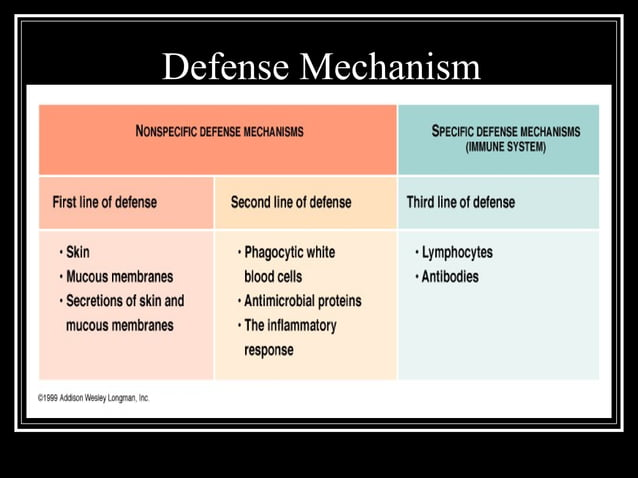 Defense Mechanism
NONSPECIFIC DEFENSE MECHANISMS
SPECIFIC DEFENSE MECHANISMS
(IMMUNE SYSTEM)
First line of defense
Second line of defense
Third line of defense
• Skin
• Mucous membranes
• Secretions of skin and
mucous membranes
• Phagocytic white
blood cells
• Antimicrobial proteins
• The inflammatory
response
• Lymphocytes
• Antibodies
©1999 Addison Wesley Longman, Inc.